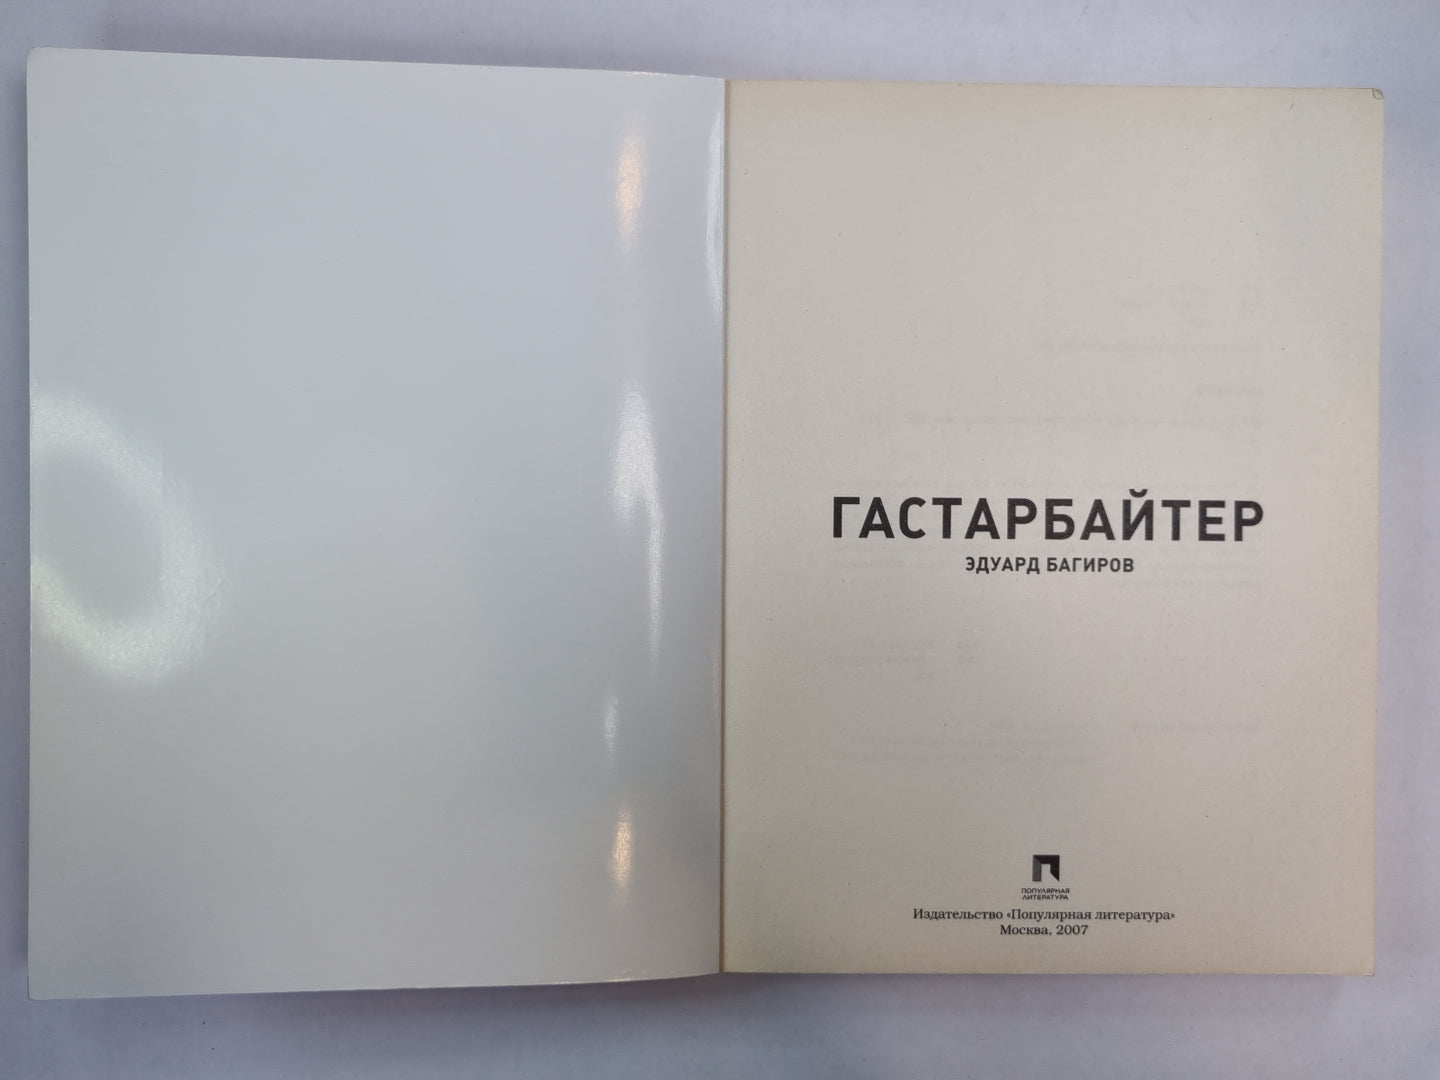 ГАСТАРБАЙТЕР
ЭДУАРД БАГИРОВ
ПОПУЛЯРНАЯ
ЛИТЕРАТУРА
Издательство «Популярная литература»
Москва, 2007